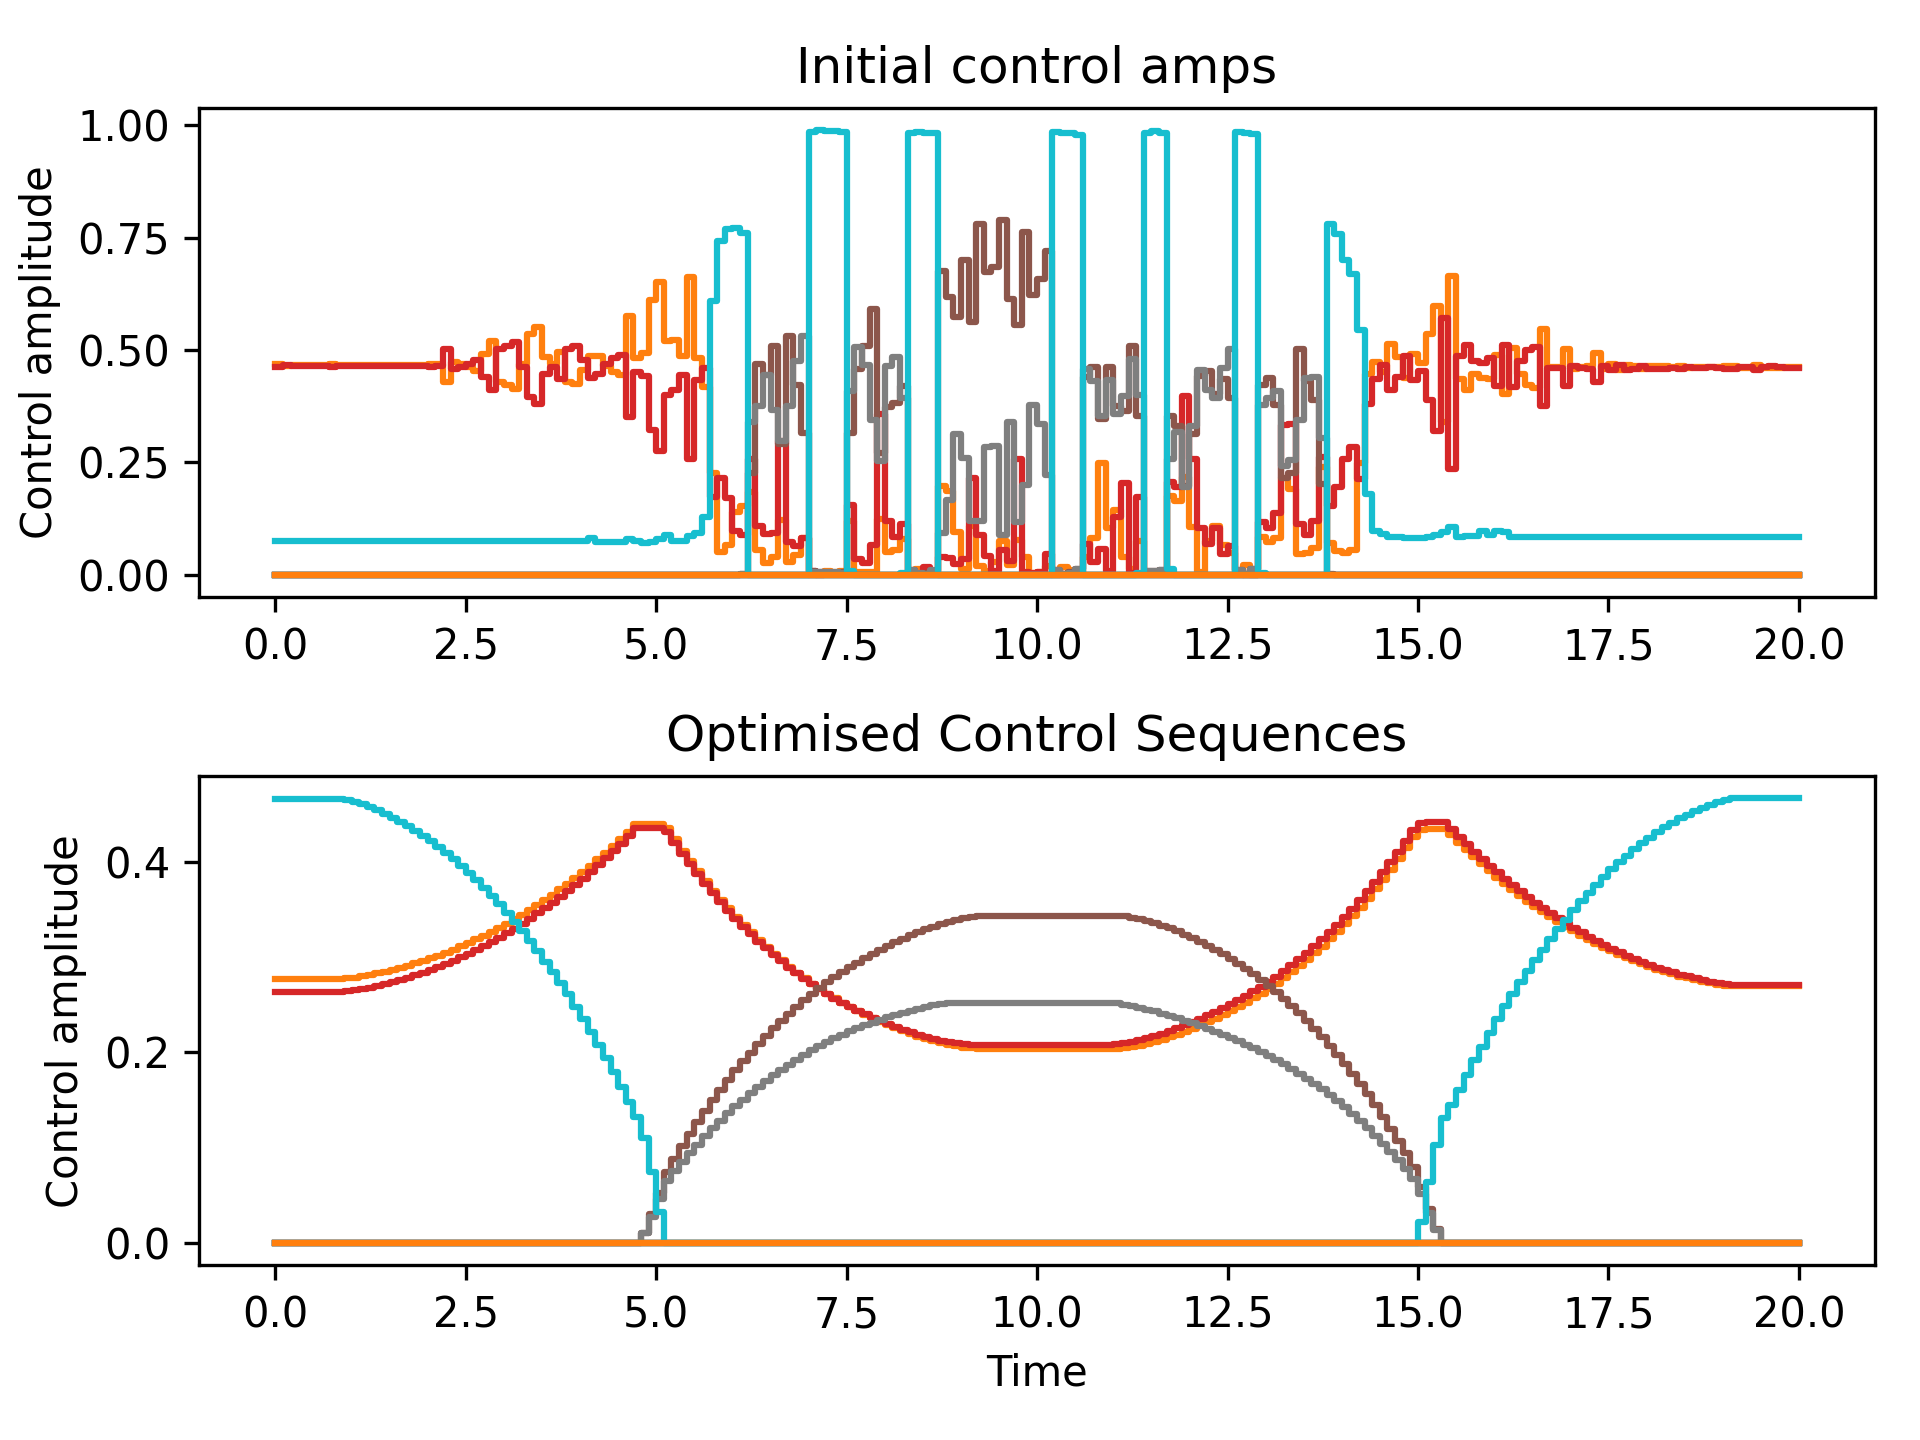 Initial control amps
Control amplitude
1.00
0.75
0.50
0.25
0.00
0.0 2.5 5.0 7.5 10.0 12.5 15.0 17.5 20.0
Optimised Control Sequences
Control amplitude
0.4
0.2
0.0
0.0 2.5 5.0 7.5 10.0 12.5 15.0 17.5 20.0
Time